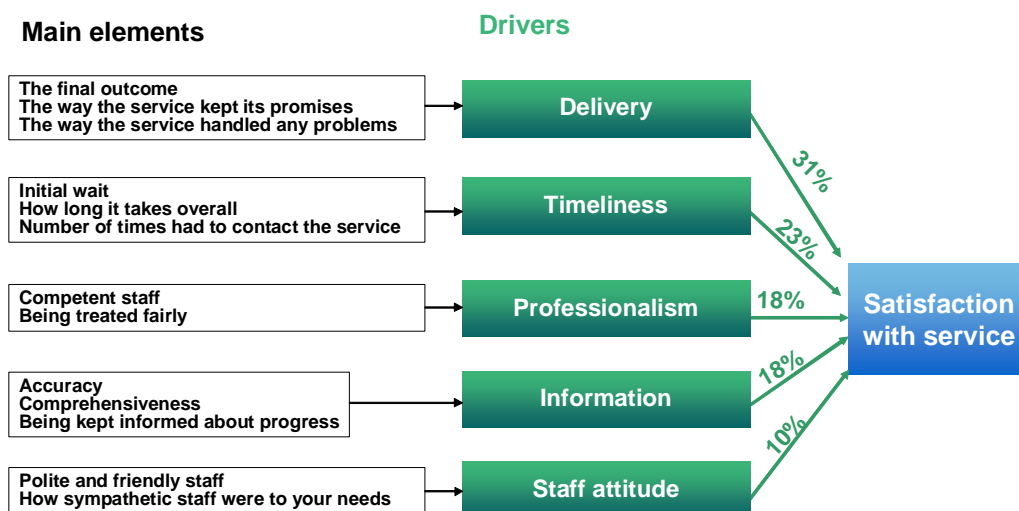 Main elements
Drivers
The final outcome
The way the service kept its promises
The way the service handled any problems
Delivery
31%
Initial wait
How long it takes overall
Number of times had to contact the service
Timeliness
23%
Competent staff
Being treated fairly
Professionalism
18%
Satisfaction
with service
Accuracy
Comprehensiveness
Being kept informed about progress
Information
18%
Polite and friendly staff
How sympathetic staff were to your needs
Staff attitude
10%